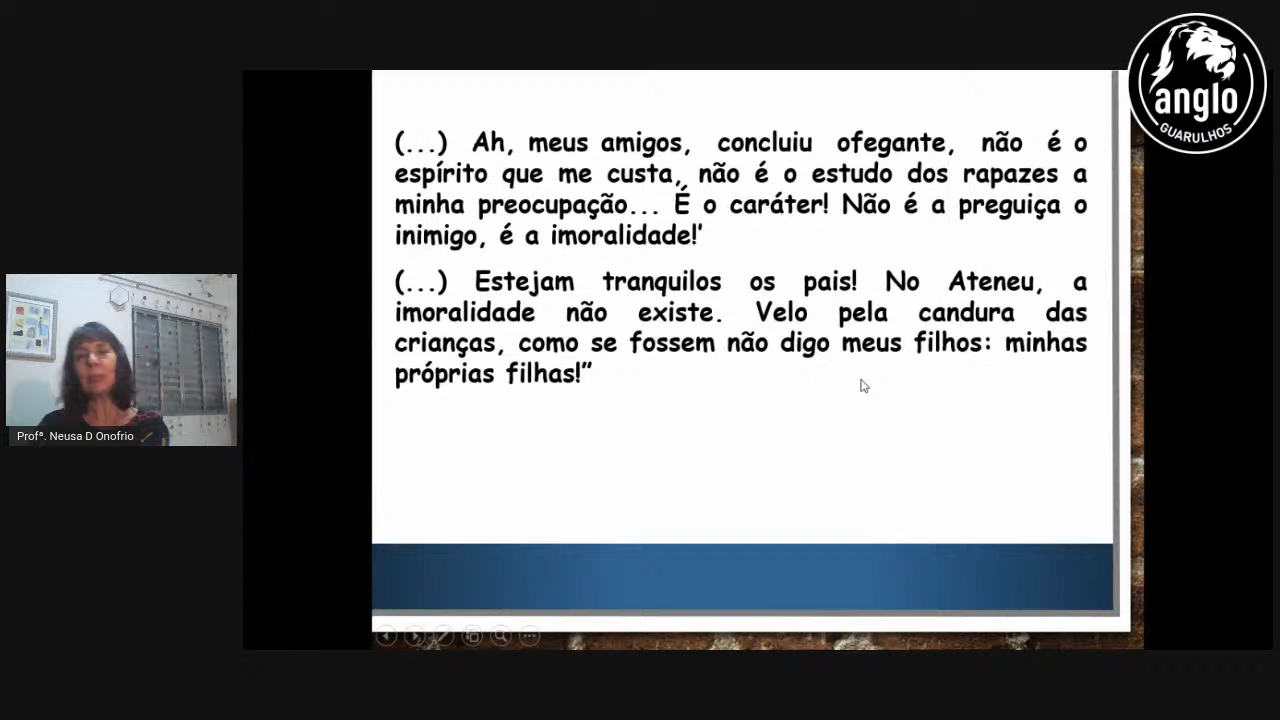 anglo
GUARULHOS
(...) Ah, meus amigos, concluiu ofegante, não é o
espírito que me custa, não é o estudo dos rapazes a
minha preocupação... É o caráter! Não é a preguiça o
inimigo, é a imoralidade!'
(...) Estejam tranquilos os pais! No Ateneu, a
imoralidade não existe. Velo pela candura das
crianças, como se fossem não digo meus filhos: minhas
próprias filhas!”
Profª. Neusa D Onofrio